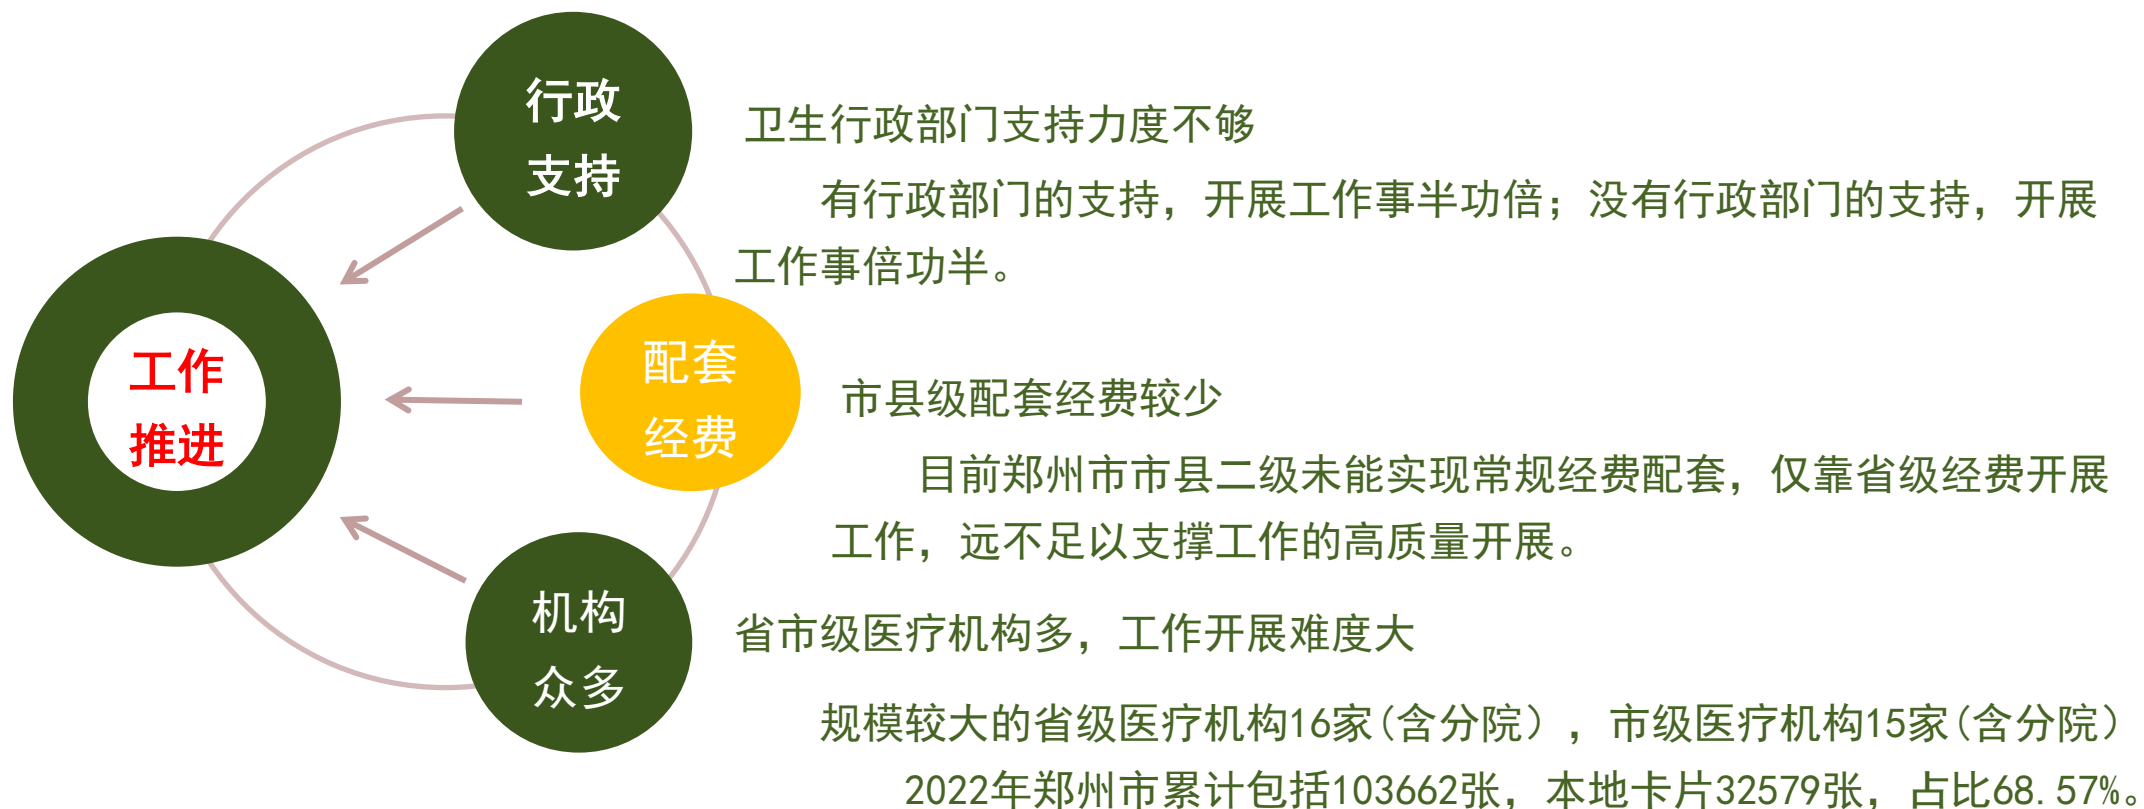 行政
支持
卫生行政部门支持力度不够
有行政部门的支持，开展工作事半功倍；没有行政部门的支持，开展
工作事倍功半。
工作
推进
配套
经费
市县级配套经费较少
目前郑州市市县二级未能实现常规经费配套，仅靠省级经费开展
工作，远不足以支撑工作的高质量开展。
机构
众多
省市级医疗机构多，工作开展难度大
规模较大的省级医疗机构16家(含分院），市级医疗机构15家(含分院）
2022年郑州市累计包括103662张，本地卡片32579张，占比68.57%。